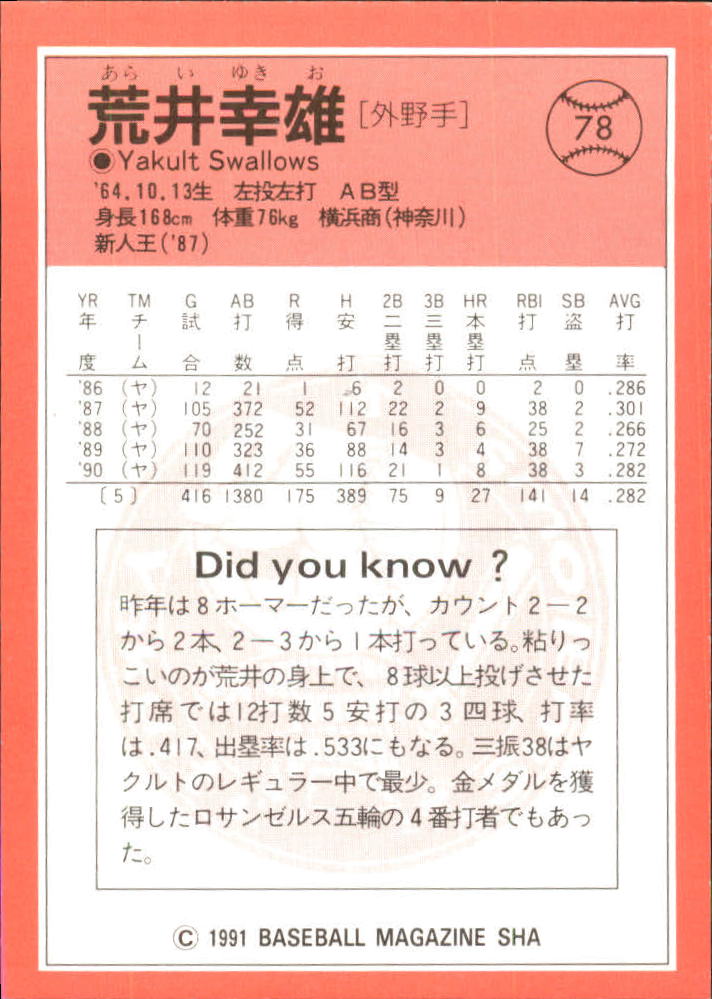 あら い ゆき お
荒井幸雄［外野手］
78
●Yakult Swallows
'64.10.13生 左投左打 AB型
身長168cm 体重76kg 横浜商(神奈川)
新人王('87)
YR TM G AB R H 2B 3B HR RBI SB AVG
年度 チーム 試合 打数 得点 安打 二塁打 三塁打 本塁打 打点 盗塁 打率
'86 (ヤ) 12 21 1 6 2 0 0 2 0 .286
'87 (ヤ) 105 372 52 112 22 2 9 38 2 .301
'88 (ヤ) 70 252 31 67 16 3 6 25 2 .266
'89 (ヤ) 110 323 36 88 14 3 4 38 7 .272
'90 (ヤ) 119 412 55 116 21 1 8 38 3 .282
〔5〕 416 1380 175 389 75 9 27 141 14 .282
Did you know ?
昨年は8ホーマーだったが、カウント2－2
から2本、2－3から1本打っている。粘りっ
こいのが荒井の身上で、8球以上投げさせた
打席では12打数5安打の3四球、打率
は.417、出塁率は.533にもなる。三振38はヤ
クルトのレギュラー中で最少。金メダルを獲
得したロサンゼルス五輪の4番打者でもあっ
た。
© 1991 BASEBALL MAGAZINE SHA